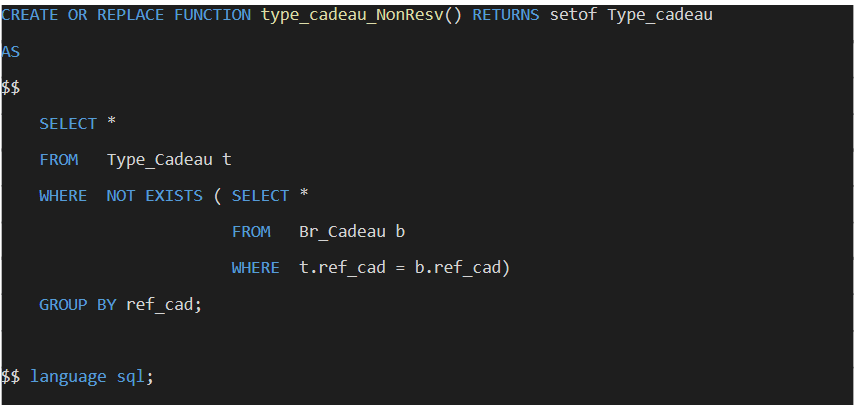 CREATE OR REPLACE FUNCTION type_cadeau_NonResv() RETURNS setof Type_cadeau
AS
$$
SELECT *
FROM Type_Cadeau t
WHERE NOT EXISTS ( SELECT *
FROM Br_Cadeau b
WHERE t.ref_cad = b.ref_cad)
GROUP BY ref_cad;
$$ language sql;